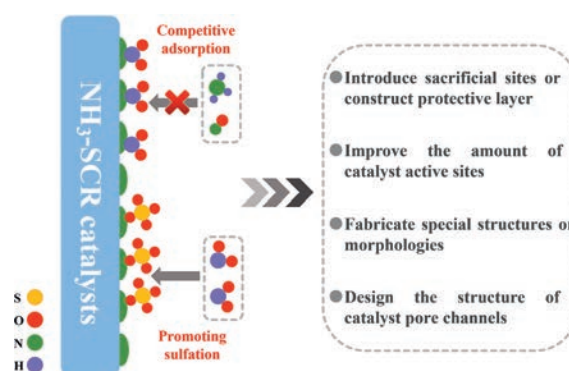 Competitive
adsorption
NH3-SCR catalysts
S
O
N
H
Promoting
sulfation
Introduce sacrificial sites or
construct protective layer
Improve the amount of
catalyst active sites
Fabricate special structures or
morphologies
Design the structure of
catalyst pore channels